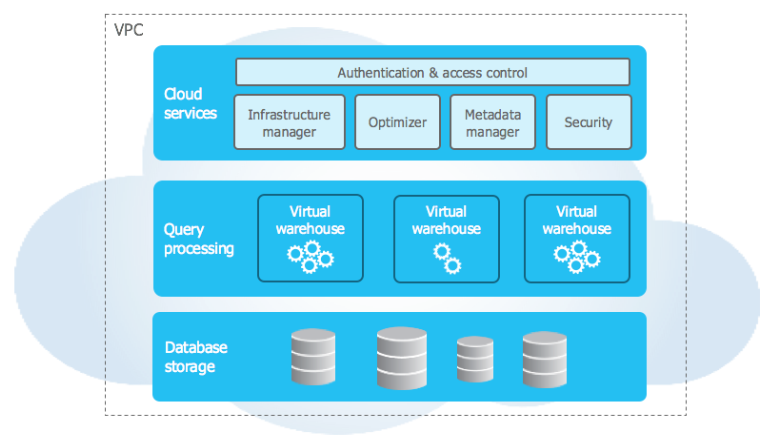 VPC
Cloud
services
Authentication & access control
Infrastructure
manager
Optimizer
Metadata
manager
Security
Query
processing
Virtual
warehouse
Virtual
warehouse
Virtual
warehouse
Database
storage